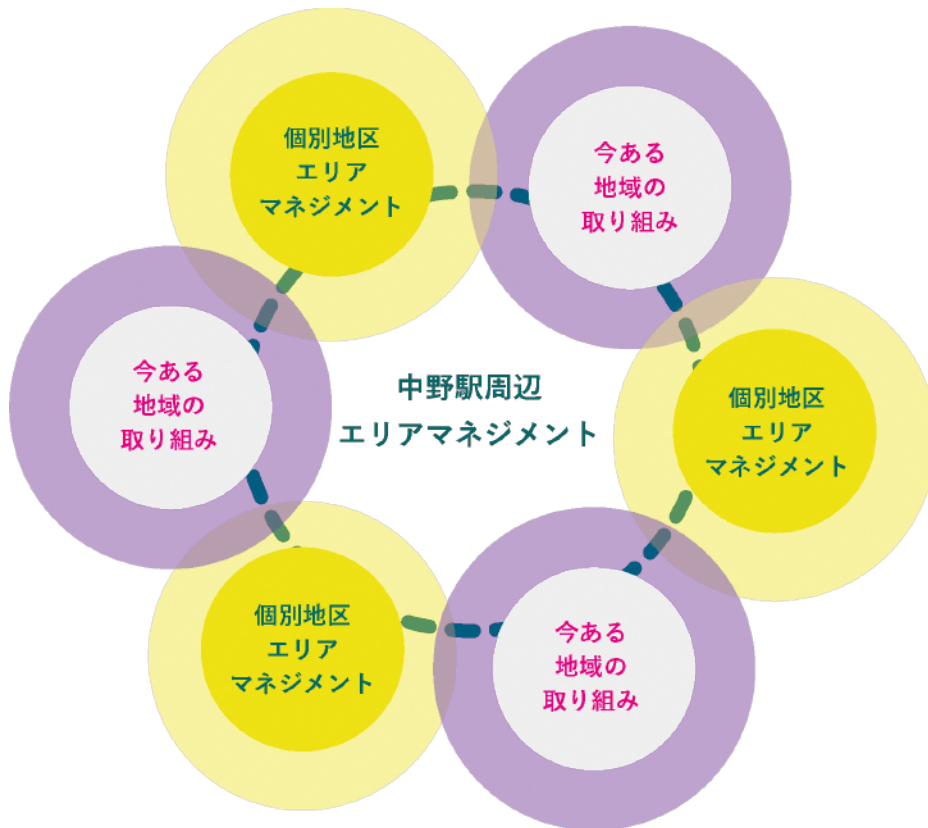 個別地区
エリア
マネジメント
今ある
地域の
取り組み
今ある
地域の
取り組み
中野駅周辺
エリアマネジメント
個別地区
エリア
マネジメント
個別地区
エリア
マネジメント
今ある
地域の
取り組み